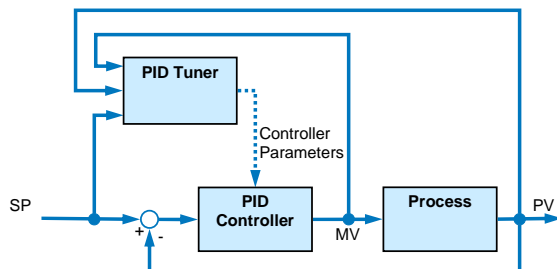 PID Tuner
Controller
Parameters
SP
+
-
PID
Controller
MV
Process
PV